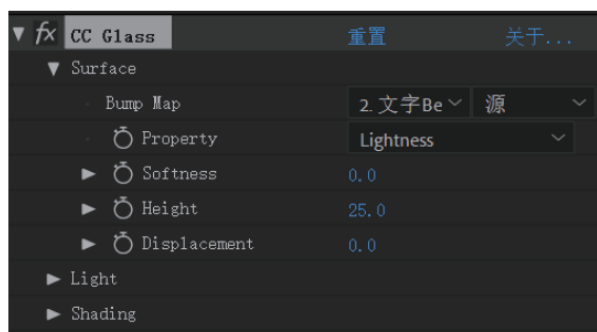 fx CC Glass 重置 关于...
Surface
Bump Map 2. 文字Be 源
Property Lightness
Softness 0.0
Height 25.0
Displacement 0.0
Light
Shading